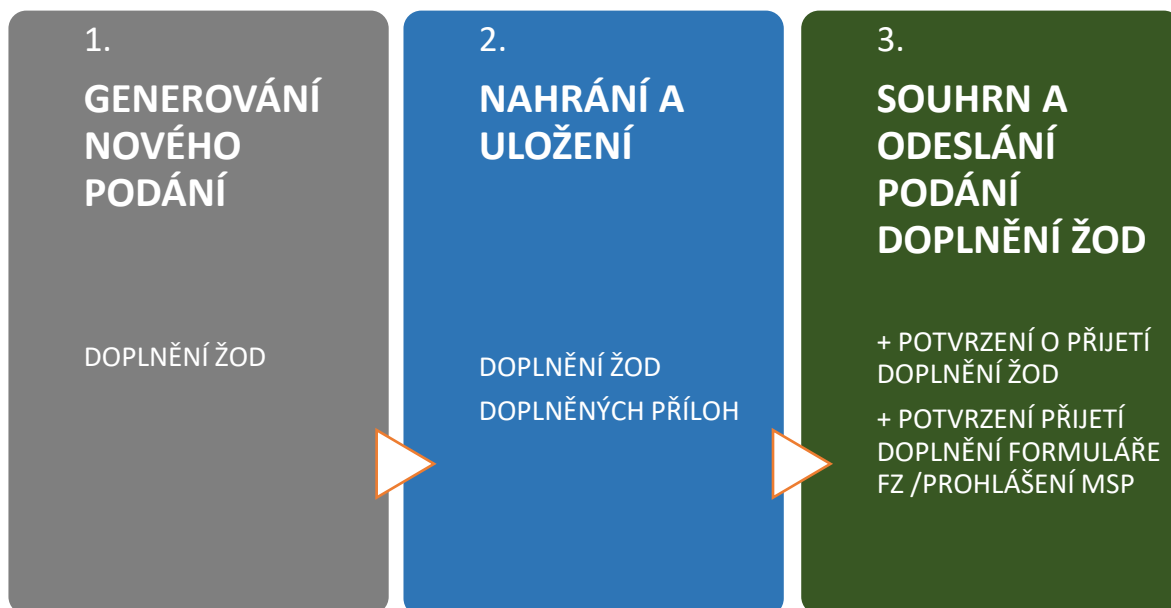 1.
GENEROVÁNÍ
NOVÉHO
PODÁNÍ
DOPLNĚNÍ ŽOD
2.
NAHRÁNÍ A
ULOŽENÍ
DOPLNĚNÍ ŽOD
DOPLNĚNÝCH PŘÍLOH
3.
SOUHRN A
ODESLÁNÍ
PODÁNÍ
DOPLNĚNÍ ŽOD
+ POTVRZENÍ O PŘIJETÍ
DOPLNĚNÍ ŽOD
+ POTVRZENÍ PŘIJETÍ
DOPLNĚNÍ FORMULÁŘE
FZ /PROHLÁŠENÍ MSP